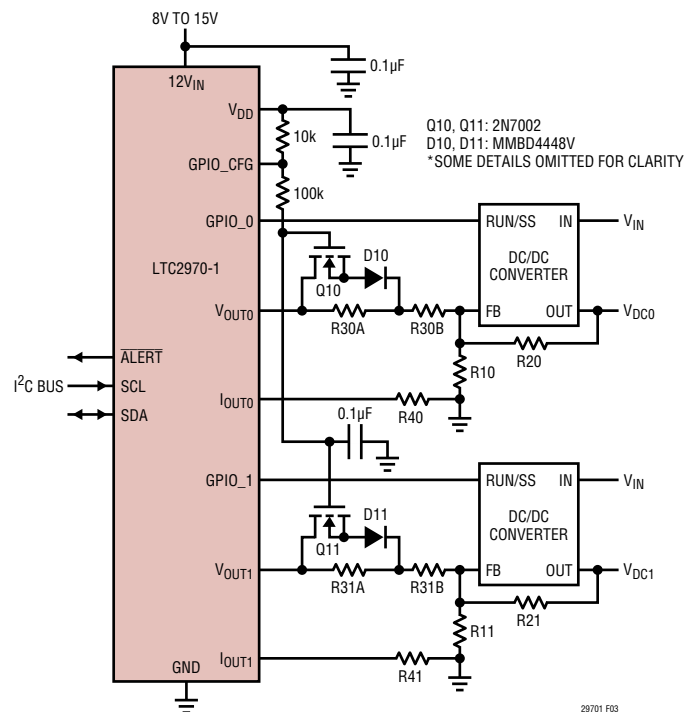 8V TO 15V
0.1µF
12VIN
VDD
10k
0.1µF
Q10, Q11: 2N7002
D10, D11: MMBD4448V
*SOME DETAILS OMITTED FOR CLARITY
GPIO_CFG
100k
GPIO_0
RUN/SS
IN
VIN
LTC2970-1
D10
Q10
DC/DC
CONVERTER
VOUT0
R30A
R30B
FB
OUT
VDC0
R20
ALERT
I2C BUS
SCL
SDA
R10
IOUT0
R40
0.1µF
GPIO_1
RUN/SS
IN
VIN
D11
Q11
DC/DC
CONVERTER
VOUT1
R31A
R31B
FB
OUT
VDC1
R21
R11
GND
IOUT1
R41
29701 F03